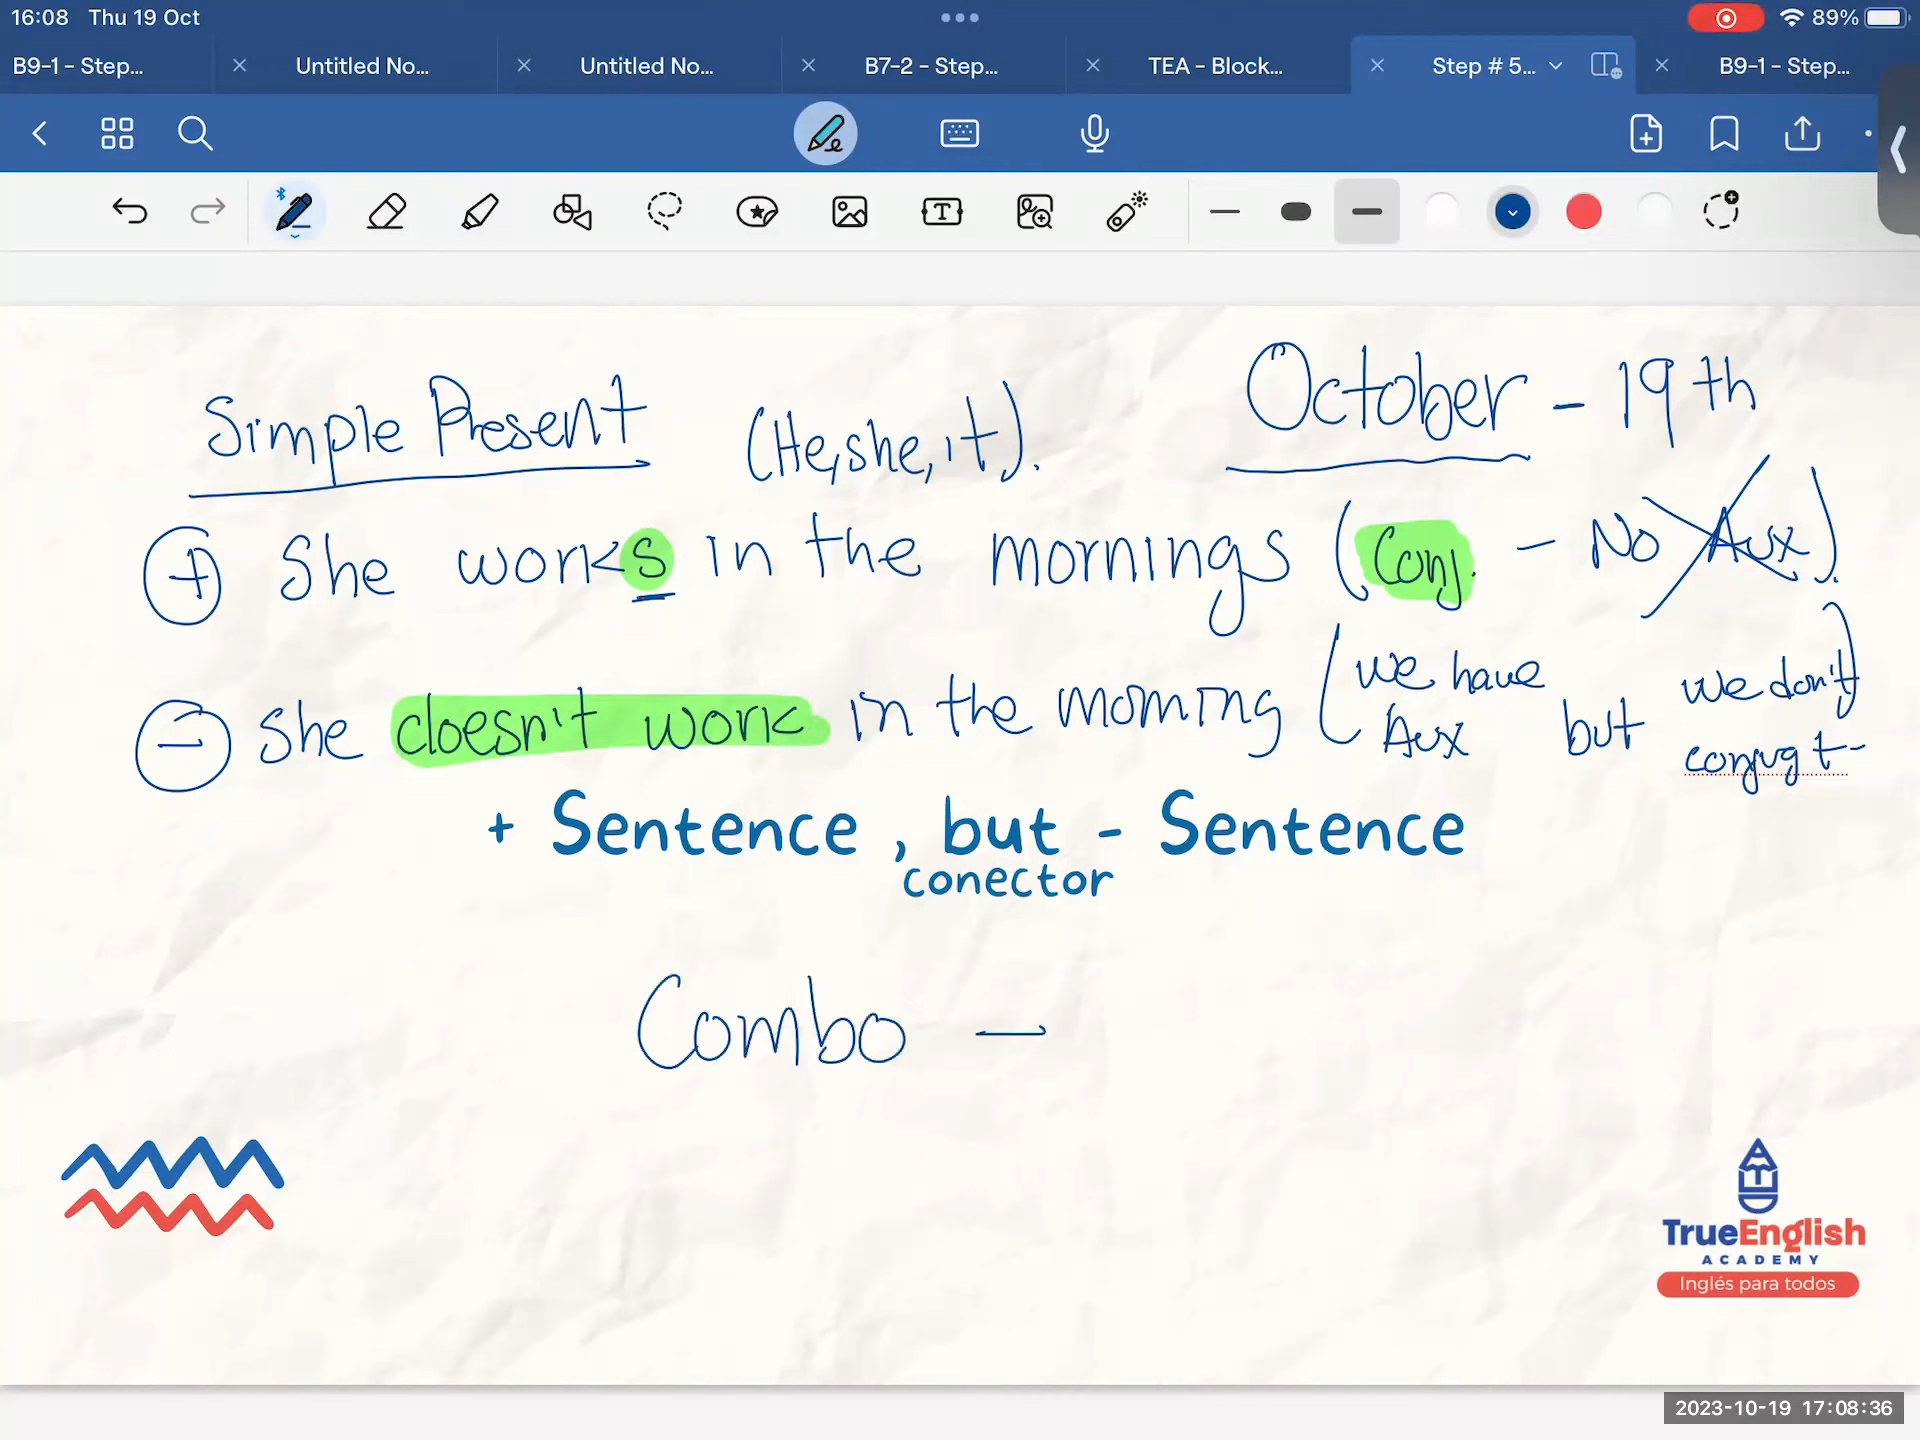 16:08 Thu 19 Oct
89%
B9-1 - Step...
Untitled No...
Untitled No...
B7-2 - Step...
TEA - Block...
Step # 5...
B9-1 - Step...
Simple Present (He, she, it). October - 19th
+ She works in the mornings (Conj. - No Aux).
- She doesn't work in the morning (we have Aux but we don't conjugt-)
+ Sentence , but - Sentence
conector
Combo —
TrueEnglish
ACADEMY
Inglés para todos
2023-10-19 17:08:36